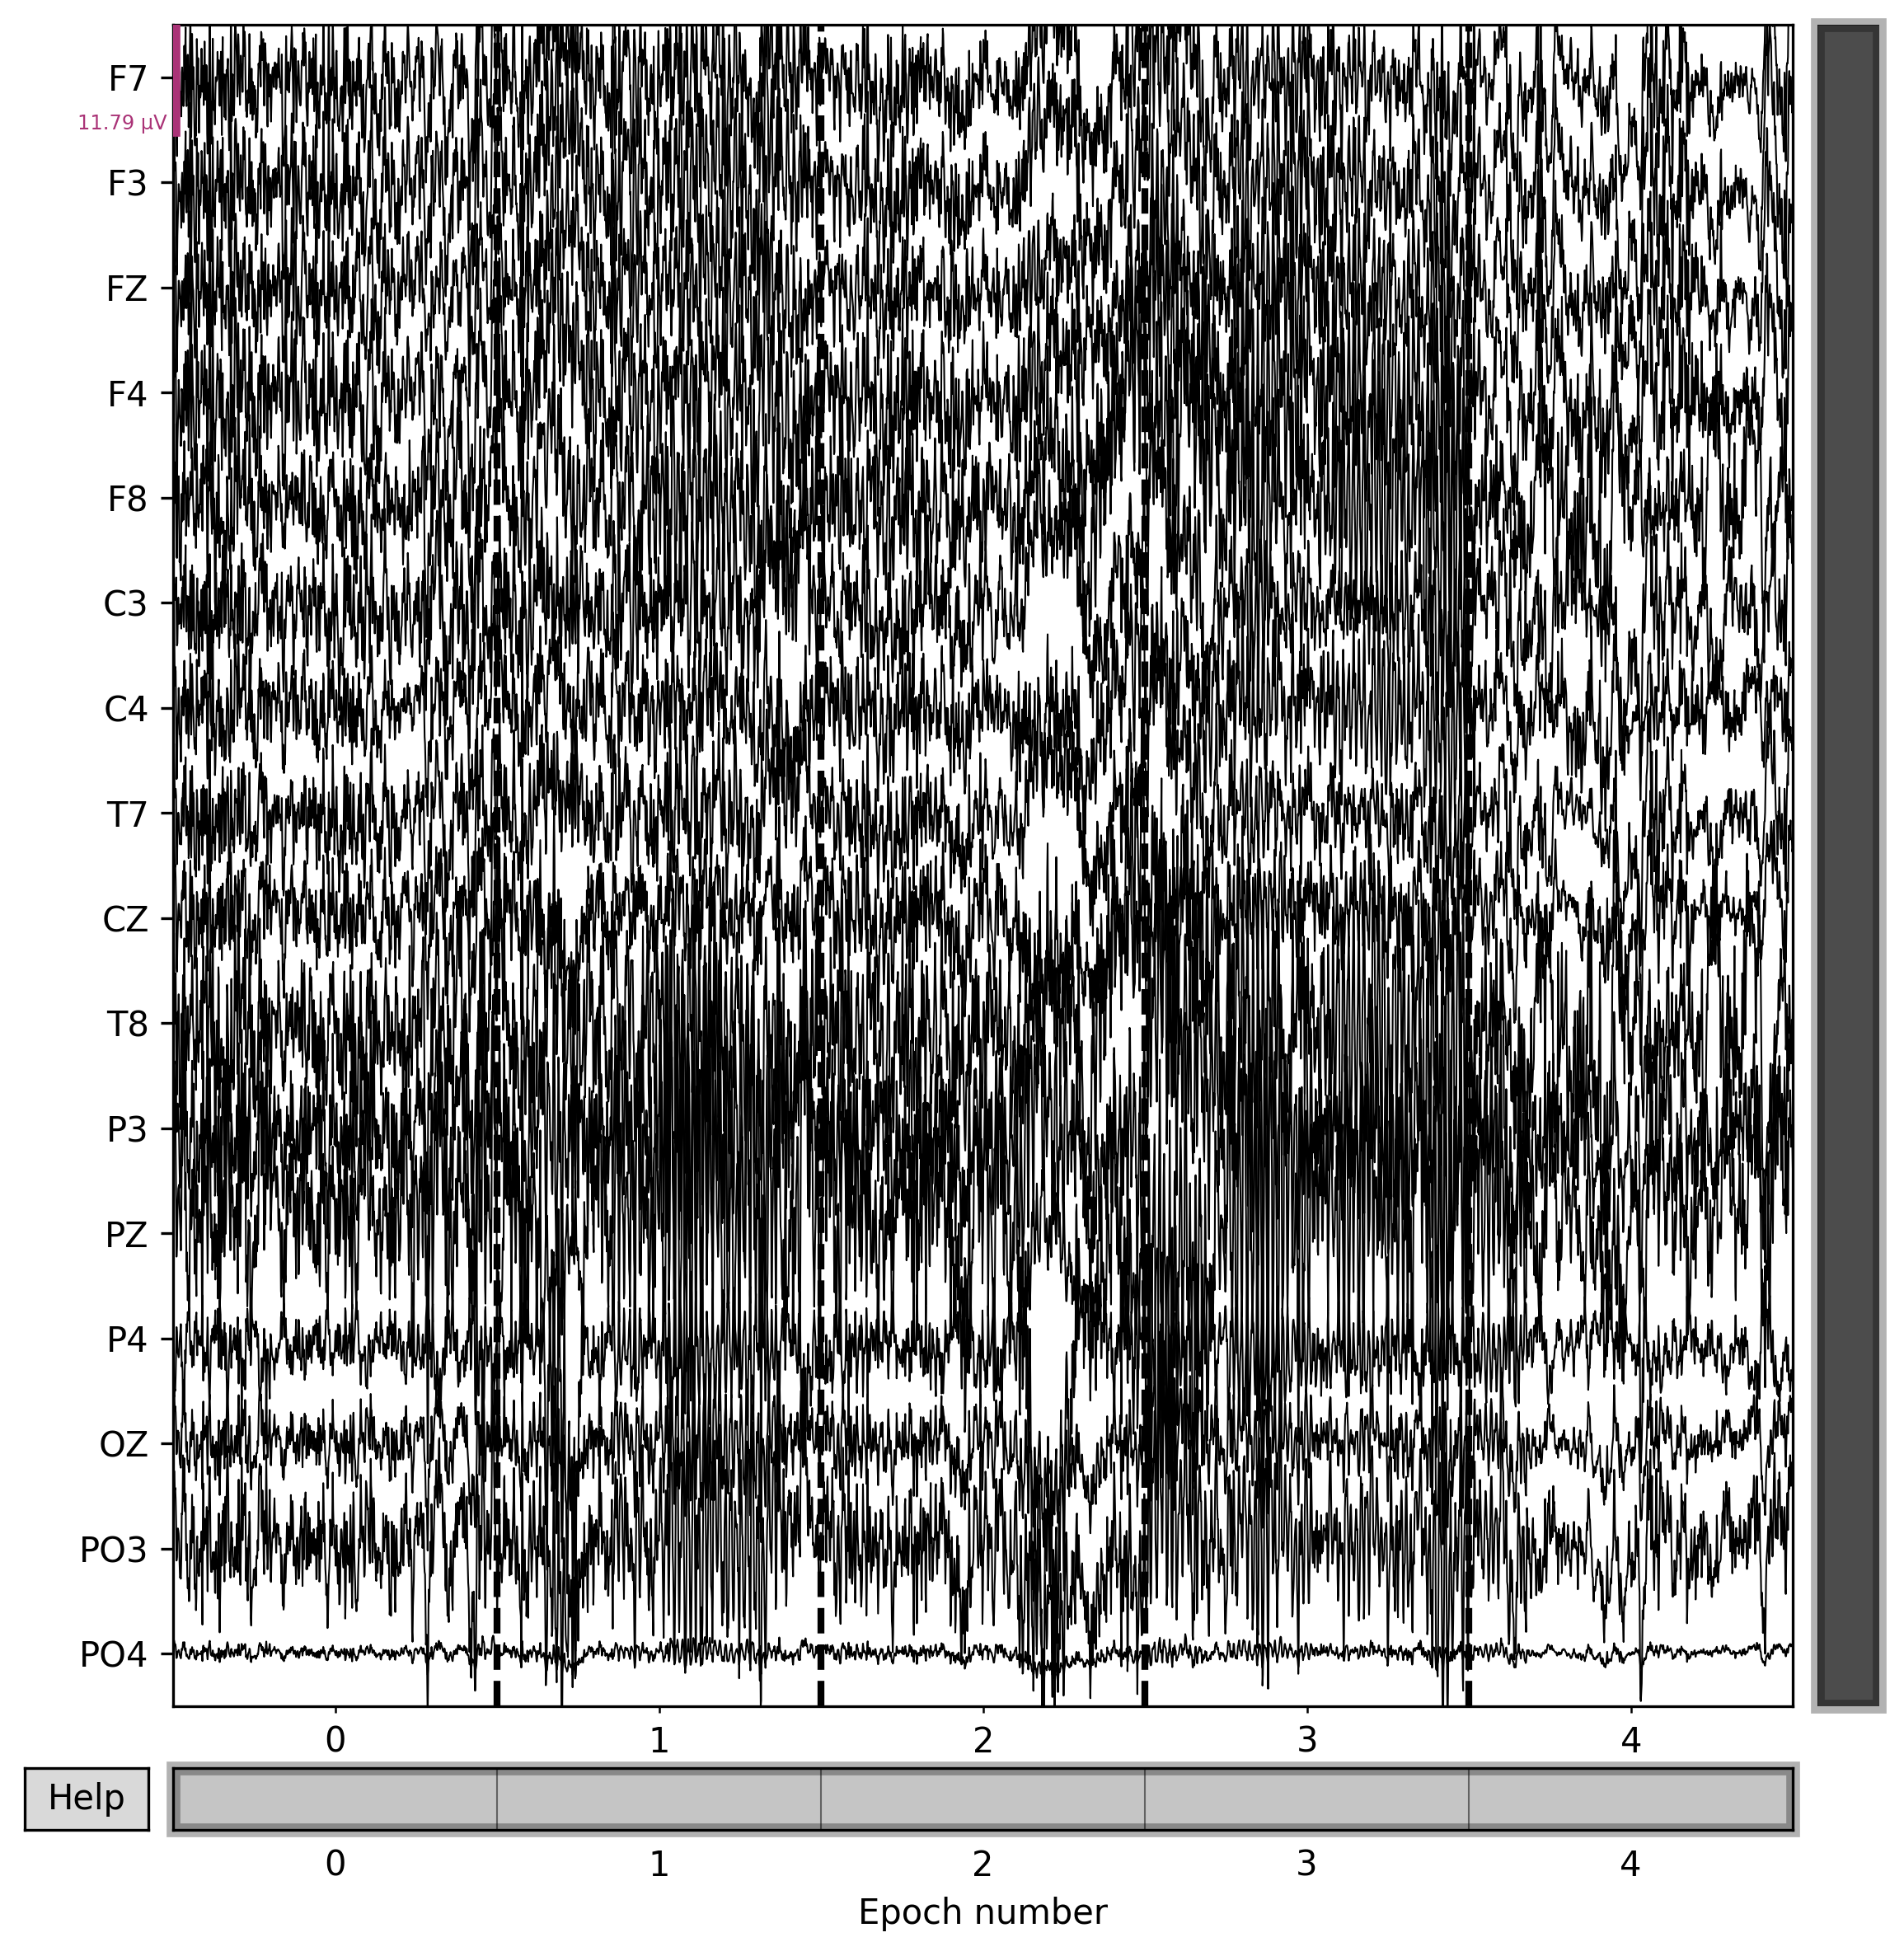 F7
11.79 µV
F3
FZ
F4
F8
C3
C4
T7
CZ
T8
P3
PZ
P4
OZ
PO3
PO4
0 1 2 3 4
Help
0 1 2 3 4
Epoch number